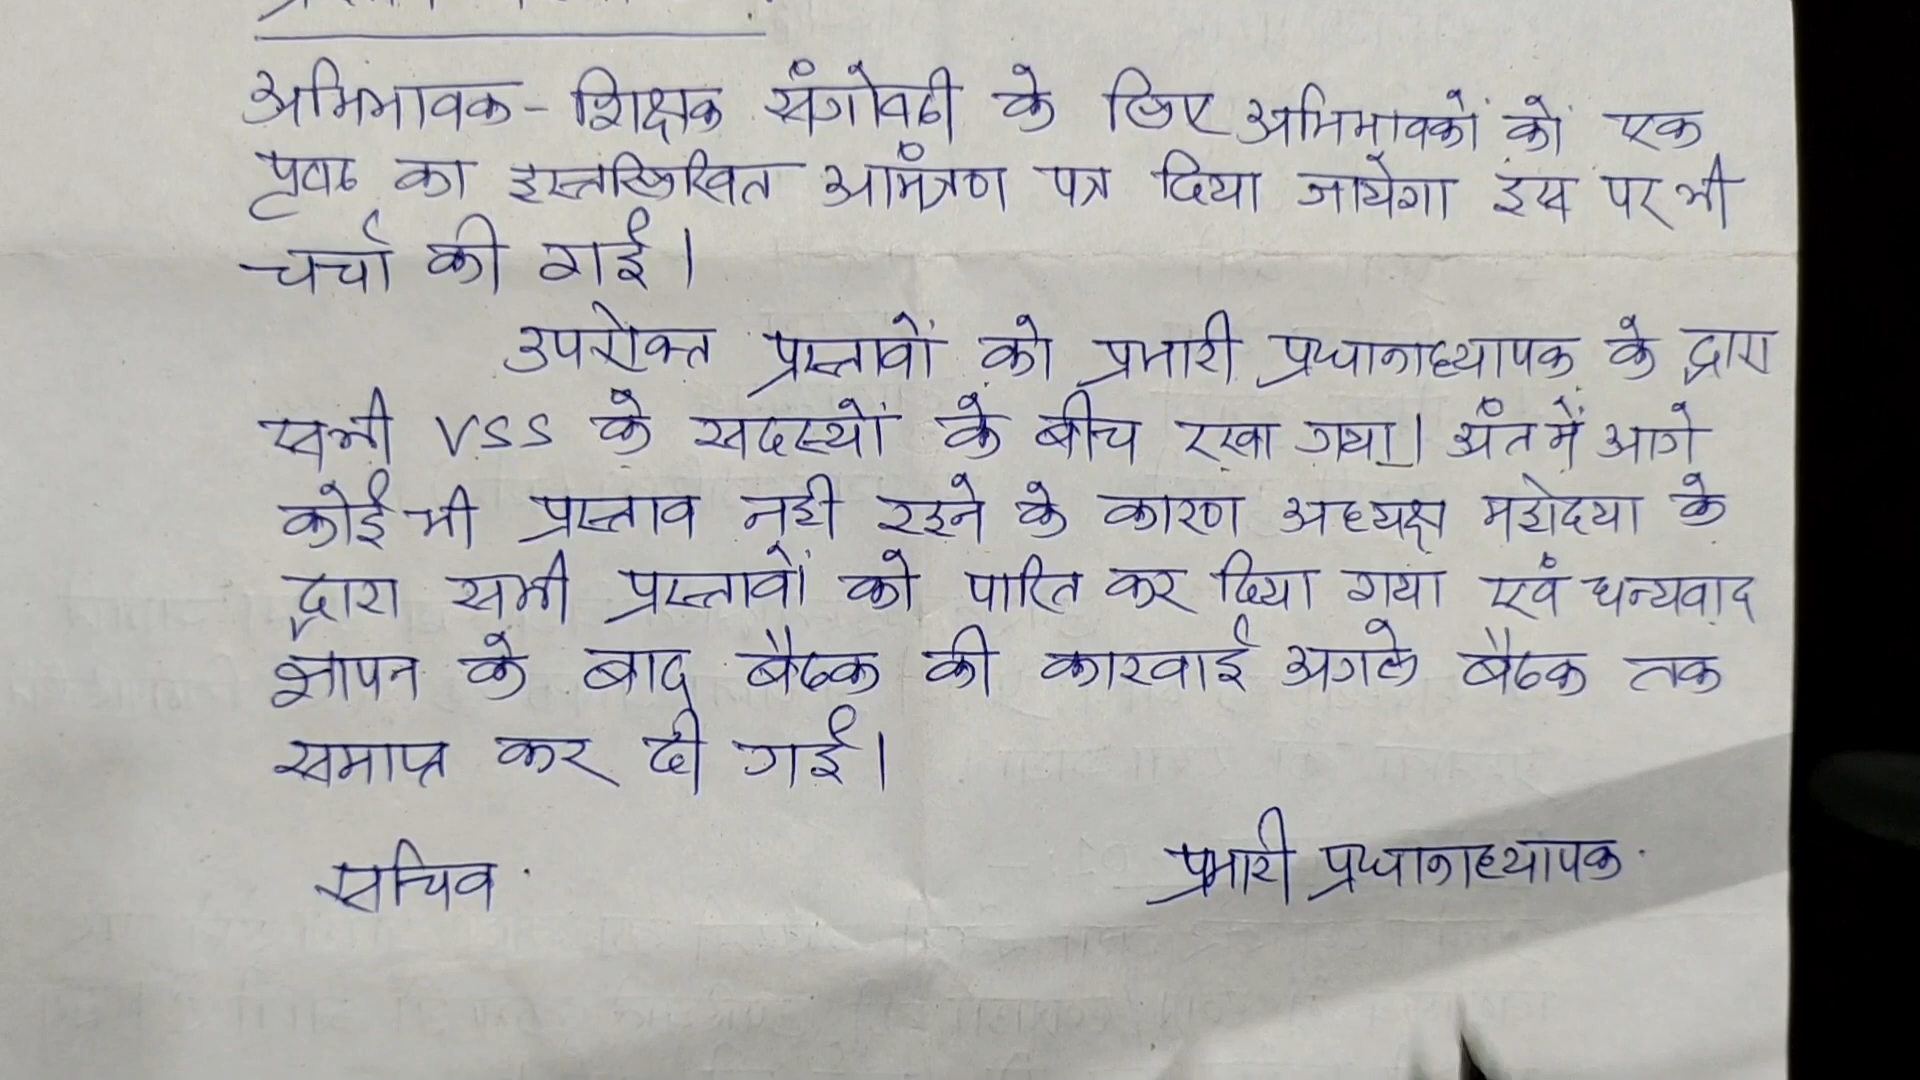 अभिभावक - शिक्षक संगोष्ठी के लिए अभिभावकों को एक
पृष्ठ का हस्तलिखित आमंत्रण पत्र दिया जायेगा इस पर भी
चर्चा की गई।
उपरोक्त प्रस्तावों को प्रभारी प्रधानाध्यापक के द्वारा
सभी VSS के सदस्यों के बीच रखा गया। अंत में आगे
कोई भी प्रस्ताव नही रहने के कारण अध्यक्ष महोदया के
द्वारा सभी प्रस्तावों को पारित कर दिया गया एवं धन्यवाद
ज्ञापन के बाद बैठक की कारवाई अगले बैठक तक
समाप्त कर दी गई।
सचिव. प्रभारी प्रधानाध्यापक.